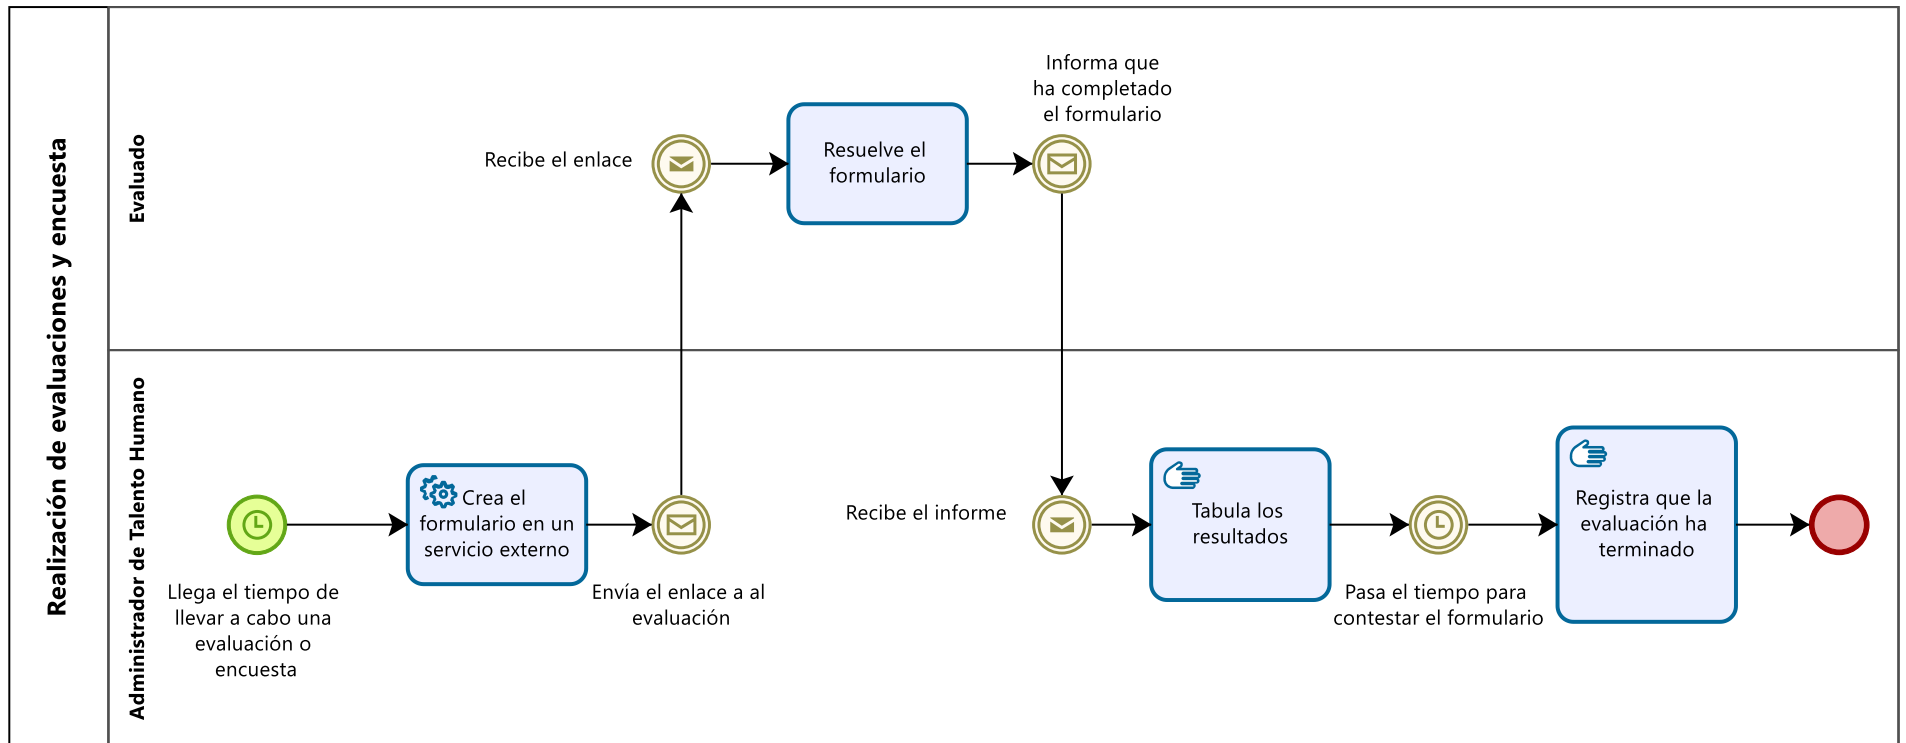 Realización de evaluaciones y encuesta
Evaluado
Recibe el enlace
Resuelve el
formulario
Informa que
ha completado
el formulario
Administrador de Talento Humano
Llega el tiempo de
llevar a cabo una
evaluación o
encuesta
Crea el
formulario en un
servicio externo
Envía el enlace a al
evaluación
Recibe el informe
Tabula los
resultados
Pasa el tiempo para
contestar el formulario
Registra que la
evaluación ha
terminado